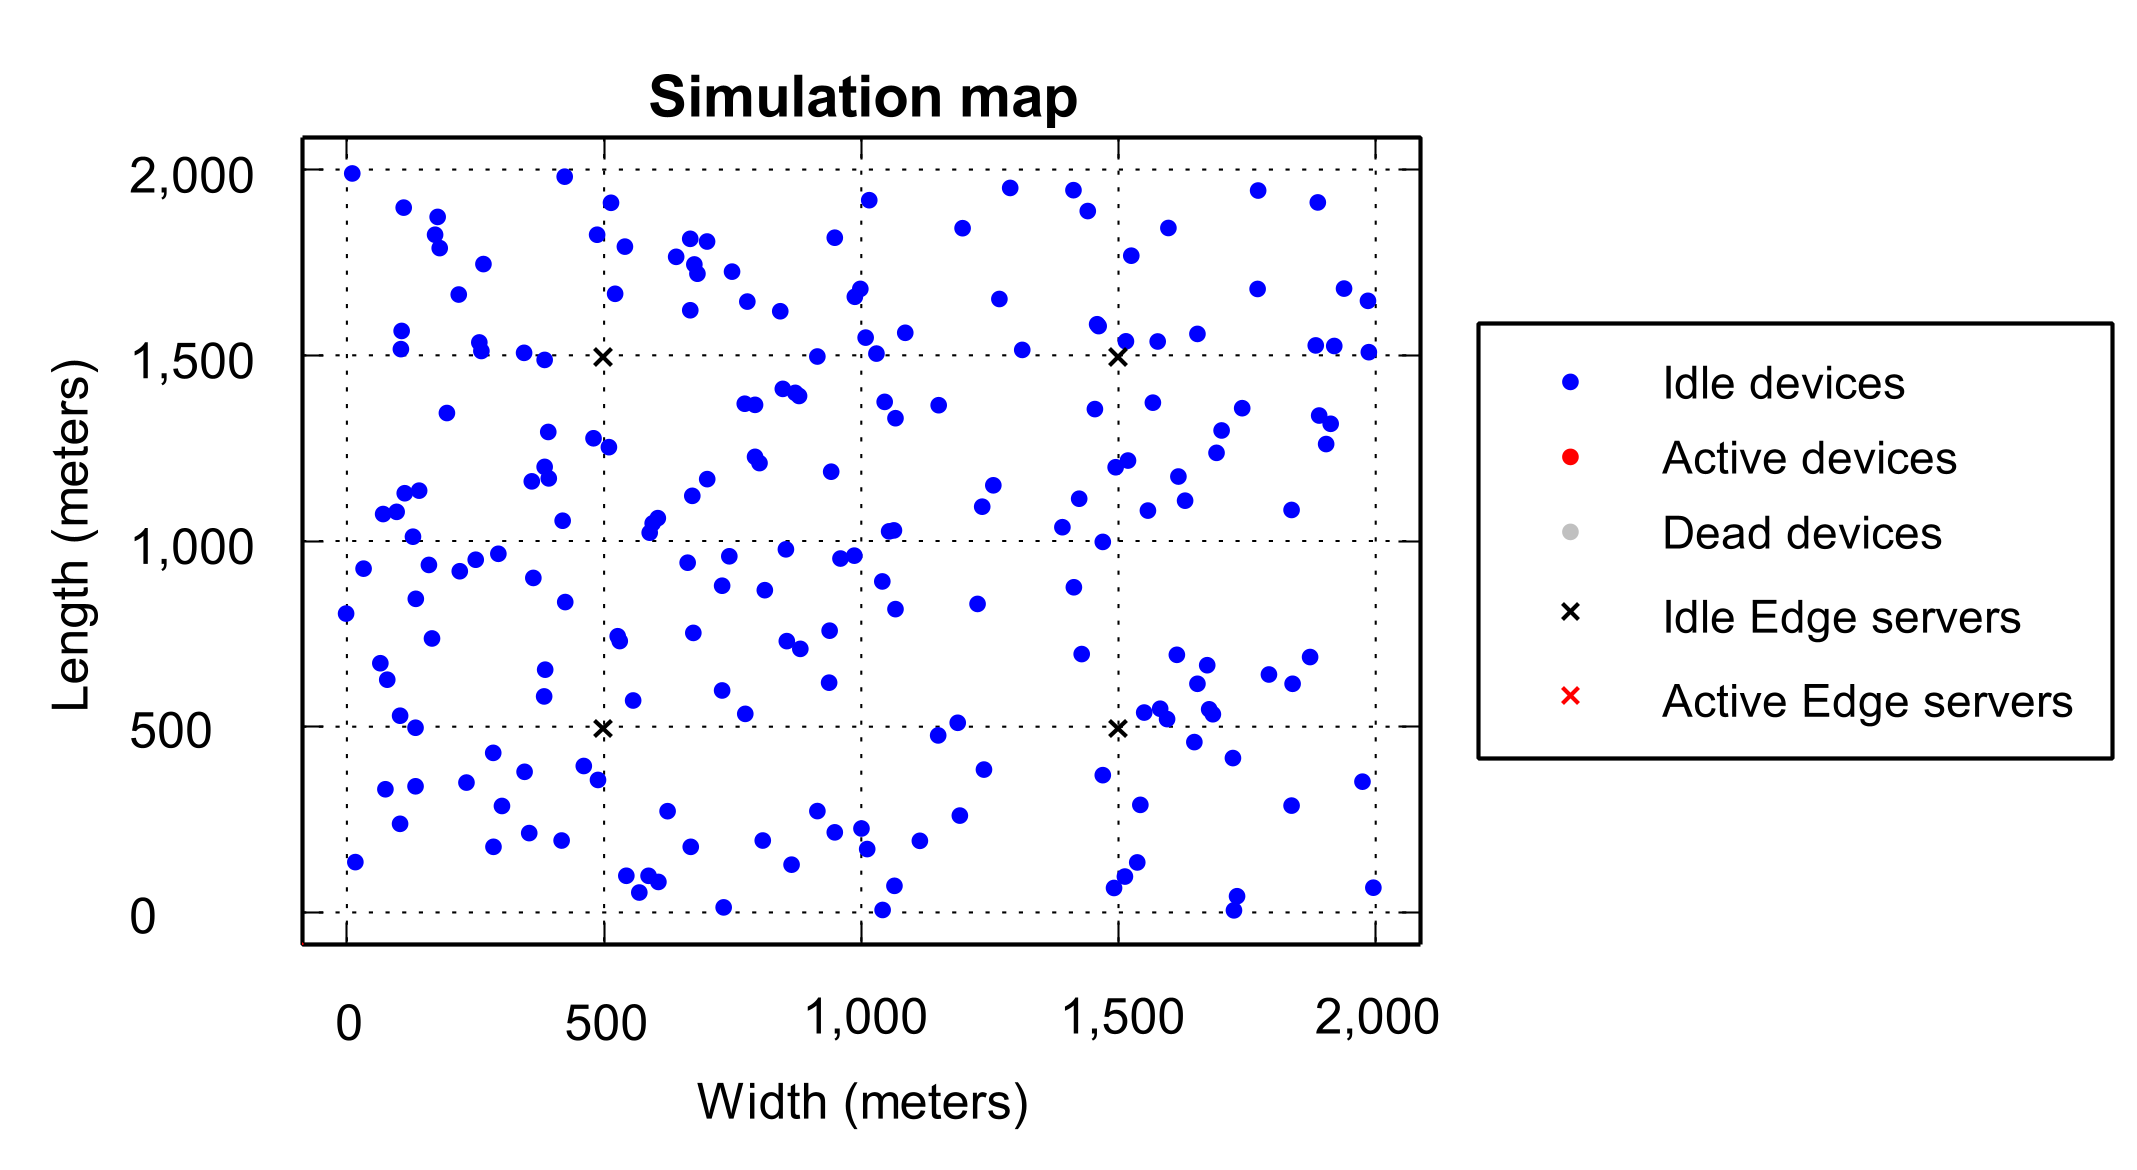 Simulation map
2,000
1,500
1,000
500
0
Length (meters)
0
500
1,000
1,500
2,000
Width (meters)
Idle devices
Active devices
Dead devices
Idle Edge servers
Active Edge servers